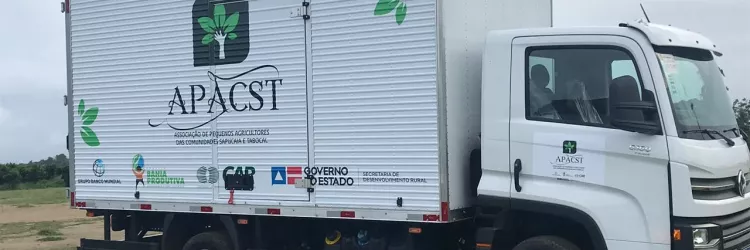 APACST
ASSOCIAÇÃO DE PEQUENOS AGRICULTORES
DAS COMUNIDADES SAPUCAIA E TABOCAL
GRUPO BANCO MUNDIAL
BAHIA
PRODUTIVA
CAR
GOVERNO
DO ESTADO
SECRETARIA DE
DESENVOLVIMENTO RURAL
APACST